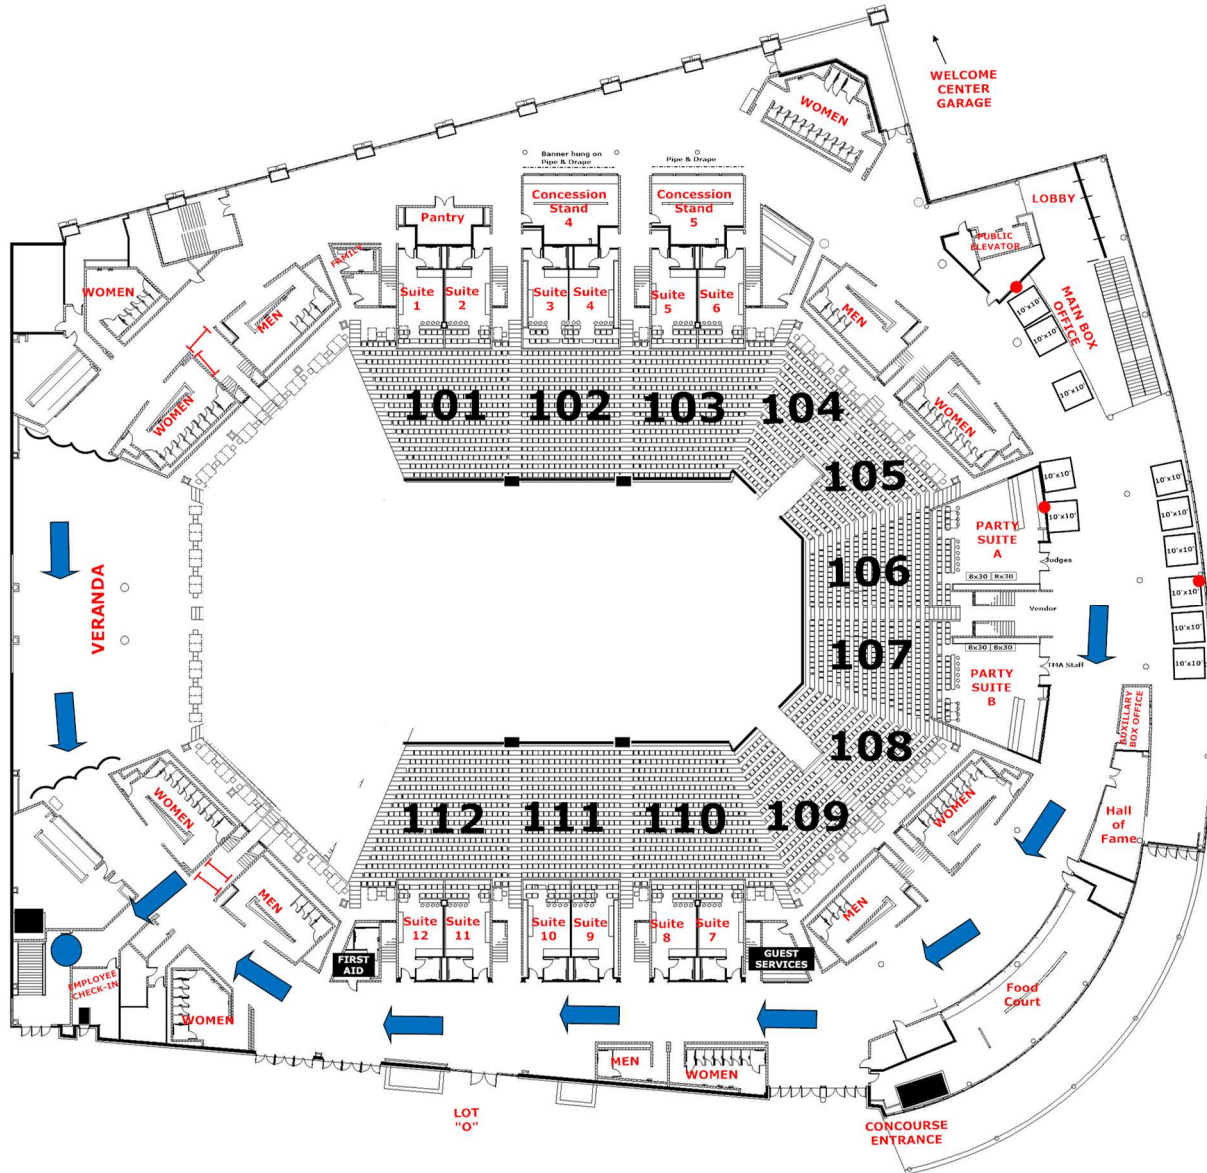 WELCOME
CENTER
GARAGE
WOMEN
Banner hung on
Pipe & Drape
Pipe & Drape
Pantry
Concession
Stand
4
Concession
Stand
5
LOBBY
PUBLIC
ELEVATOR
FAMILY
WOMEN
MEN
Suite
1
Suite
2
Suite
3
Suite
4
Suite
5
Suite
6
MEN
10'x10'
10'x10'
MAIN BOX
OFFICE
10'x10'
WOMEN
101
102
103
104
WOMEN
105
10'x10'
10'x10'
10'x10'
10'x10'
PARTY
SUITE
A
10'x10'
Judges
106
8x30
8x30
10'x10'
VERANDA
Vendor
10'x10'
107
8x30
8x30
TMA Staff
10'x10'
PARTY
SUITE
B
AUXILLARY
BOX OFFICE
108
WOMEN
112
111
110
109
WOMEN
Hall
of
Fame
MEN
Suite
12
Suite
11
Suite
10
Suite
9
Suite
8
Suite
7
MEN
FIRST
AID
GUEST
SERVICES
EMPLOYEE
CHECK-IN
Food
Court
WOMEN
MEN
WOMEN
LOT
"O"
CONCOURSE
ENTRANCE